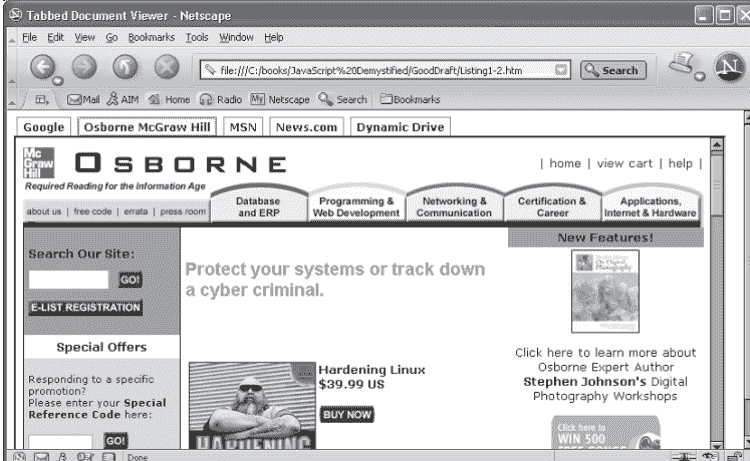 Tabbed Document Viewer - Netscape
File Edit View Go Bookmarks Tools Window Help
file:///C:/books/JavaScript%20Demystified/GoodDraft/Listing1-2.htm
Search
N
Mail AIM Home Radio My Netscape Search Bookmarks
Google Osborne McGraw Hill MSN News.com Dynamic Drive
Mc
Graw
Hill
OSBORNE
| home | view cart | help |
Required Reading for the Information Age
about us | free code | errata | press room
Database
and ERP
Programming &
Web Development
Networking &
Communication
Certification &
Career
Applications,
Internet & Hardware
Search Our Site:
GO!
E-LIST REGISTRATION
Special Offers
Responding to a specific
promotion?
Please enter your Special
Reference Code here:
GO!
Protect your systems or track down
a cyber criminal.
Hardening Linux
$39.99 US
BUY NOW
HARDENING
New Features!
Digital
Photography
Click here to learn more about
Osborne Expert Author
Stephen Johnson's Digital
Photography Workshops
Click here to
WIN 500
Done